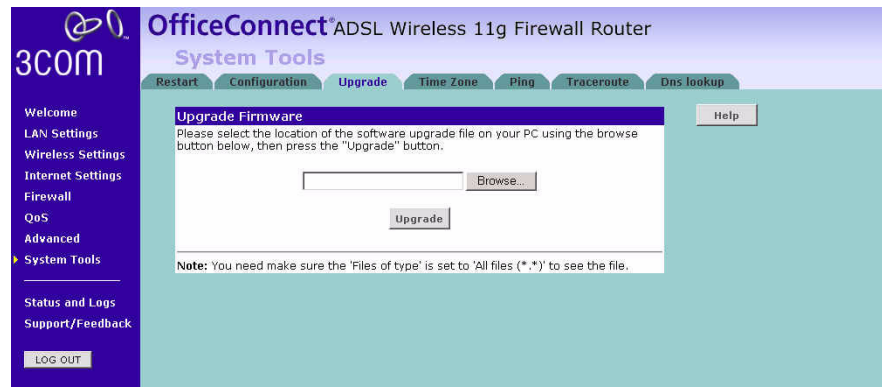 3COM
OfficeConnect® ADSL Wireless 11g Firewall Router
System Tools
Restart Configuration Upgrade Time Zone Ping Traceroute Dns lookup
Welcome
LAN Settings
Wireless Settings
Internet Settings
Firewall
QoS
Advanced
System Tools
Status and Logs
Support/Feedback
LOG OUT
Upgrade Firmware
Please select the location of the software upgrade file on your PC using the browse
button below, then press the "Upgrade" button.
Browse...
Upgrade
Note: You need make sure the 'Files of type' is set to 'All files (*.*)' to see the file.
Help